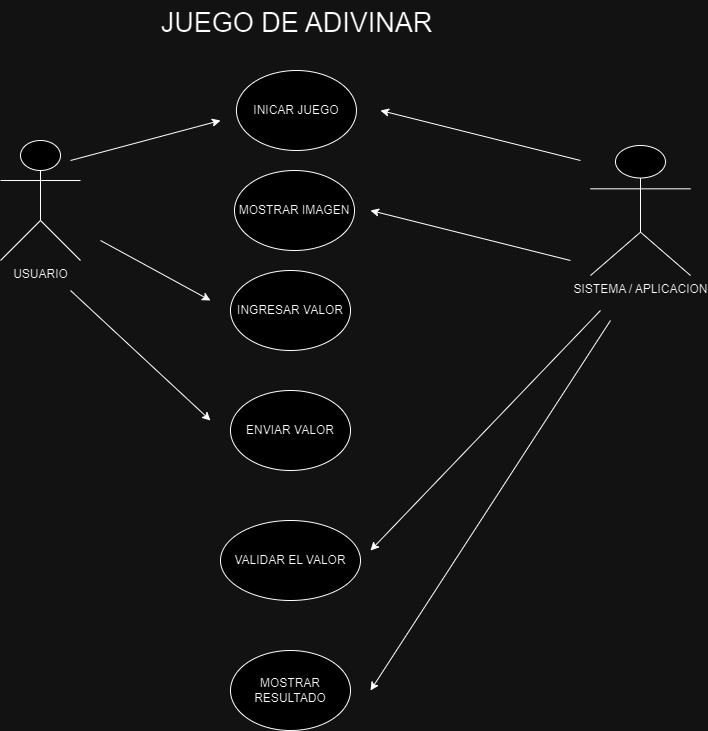 JUEGO DE ADIVINAR
INICAR JUEGO
MOSTRAR IMAGEN
USUARIO
SISTEMA / APLICACION
INGRESAR VALOR
ENVIAR VALOR
VALIDAR EL VALOR
MOSTRAR
RESULTADO